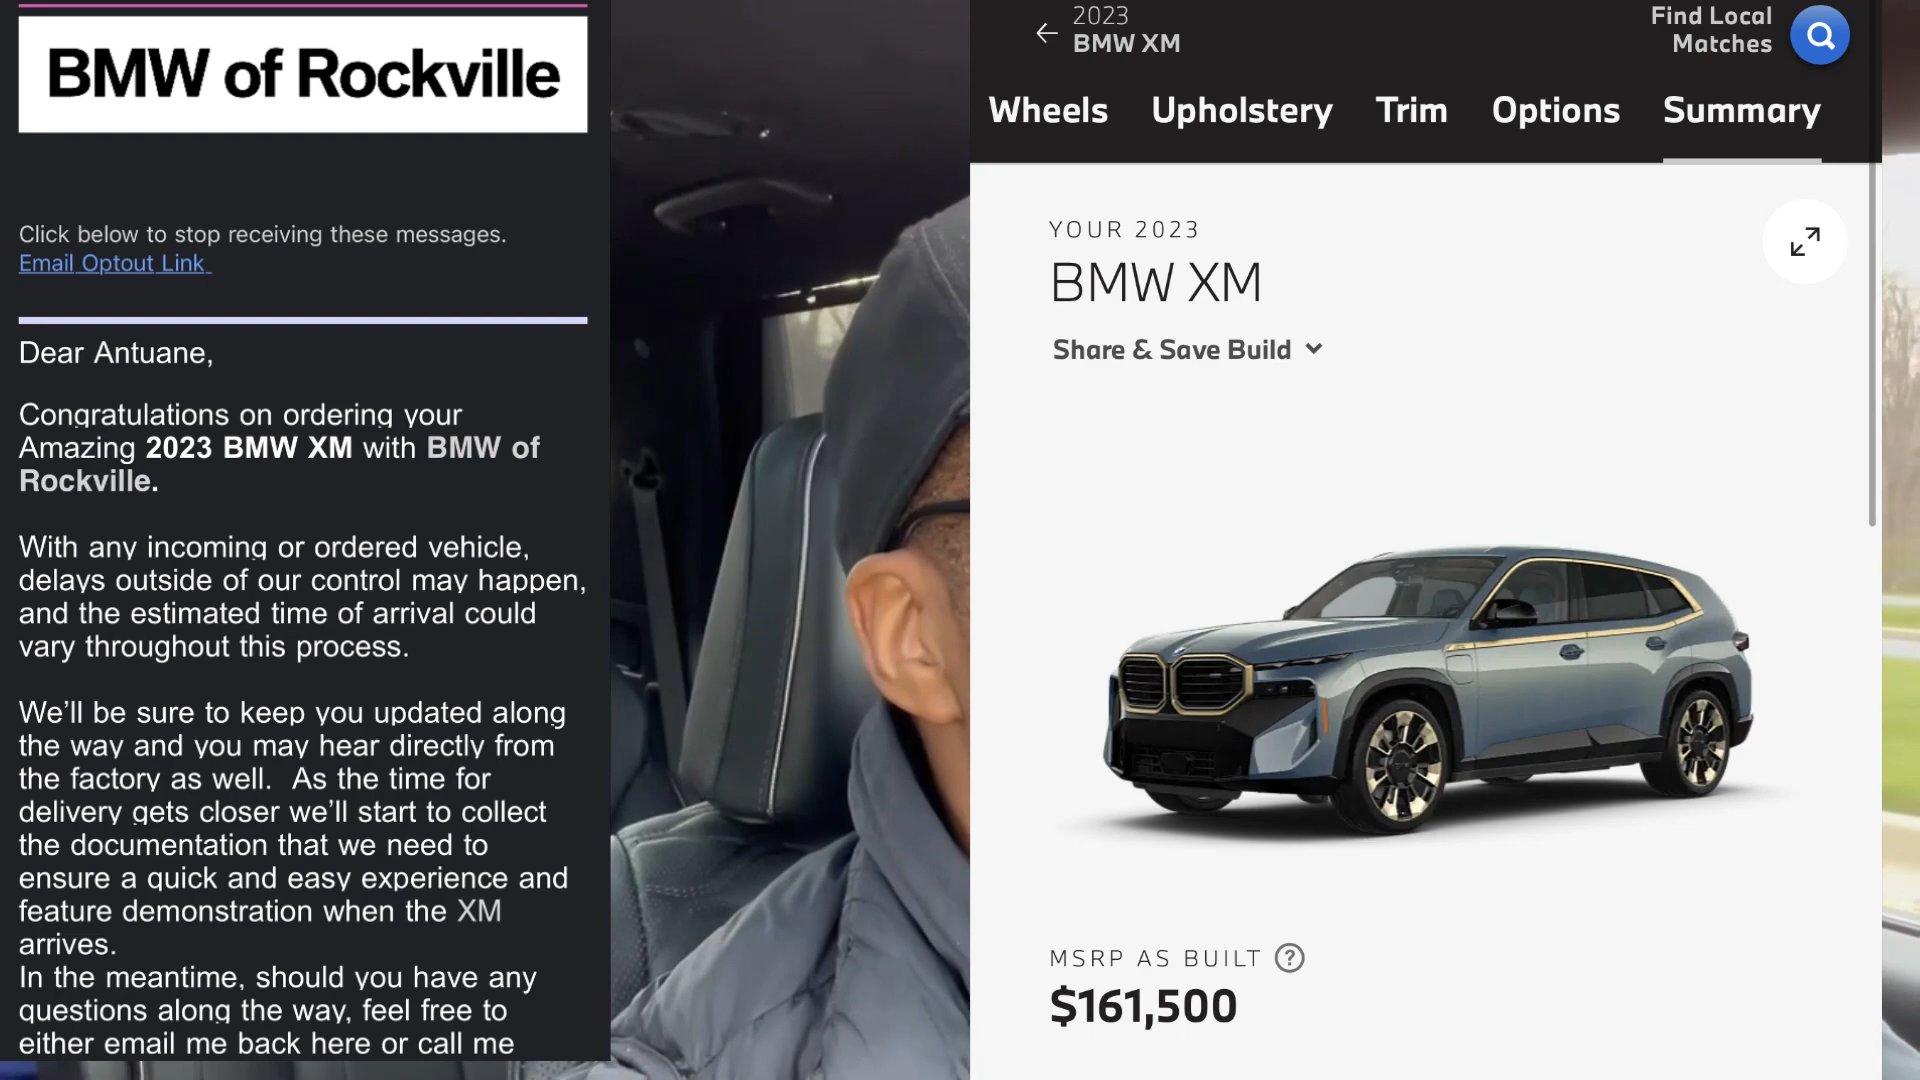 BMW of Rockville
Click below to stop receiving these messages.
Email Optout Link
Dear Antuane,
Congratulations on ordering your
Amazing 2023 BMW XM with BMW of
Rockville.
With any incoming or ordered vehicle,
delays outside of our control may happen,
and the estimated time of arrival could
vary throughout this process.
We'll be sure to keep you updated along
the way and you may hear directly from
the factory as well. As the time for
delivery gets closer we'll start to collect
the documentation that we need to
ensure a quick and easy experience and
feature demonstration when the XM
arrives.
In the meantime, should you have any
questions along the way, feel free to
either email me back here or call me
2023
BMW XM
Find Local
Matches
Wheels Upholstery Trim Options Summary
YOUR 2023
BMW XM
Share & Save Build
MSRP AS BUILT ?
$161,500